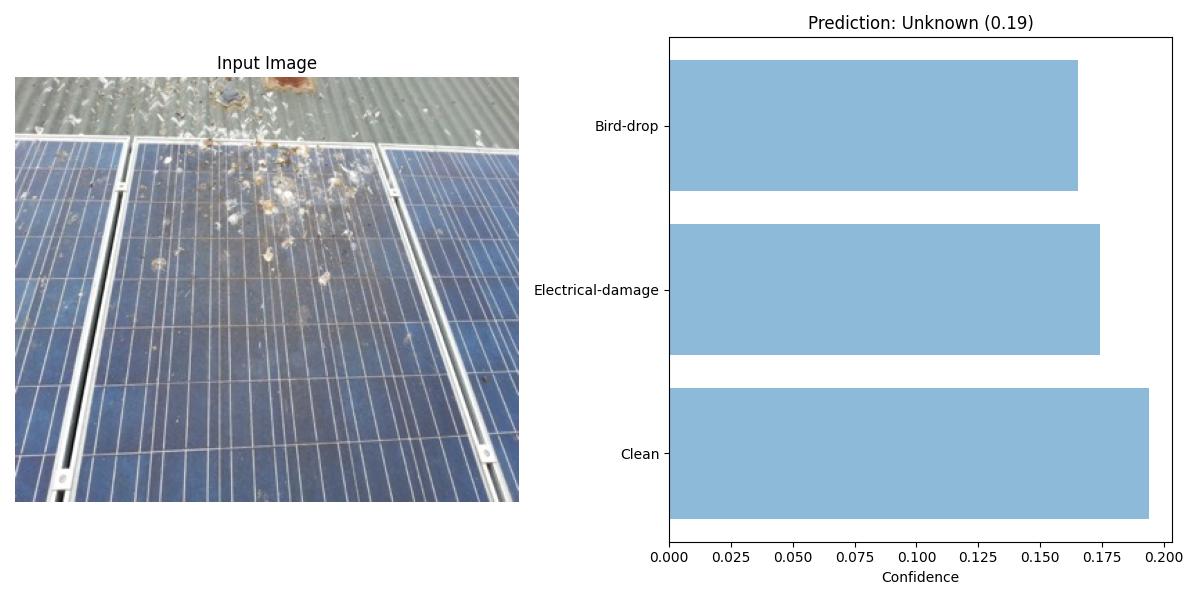 Input Image
Prediction: Unknown (0.19)
Bird-drop
Electrical-damage
Clean
0.000 0.025 0.050 0.075 0.100 0.125 0.150 0.175 0.200
Confidence